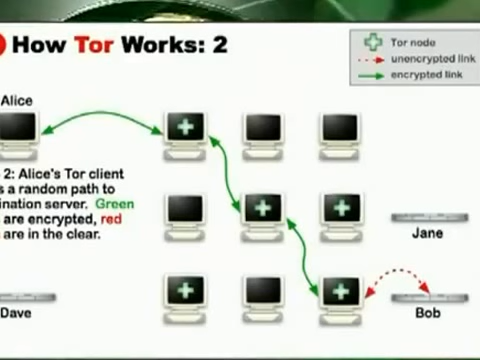 How Tor Works: 2
Tor node
unencrypted link
encrypted link
Alice
2: Alice's Tor client
s a random path to
ination server. Green
are encrypted, red
are in the clear.
Jane
Dave
Bob